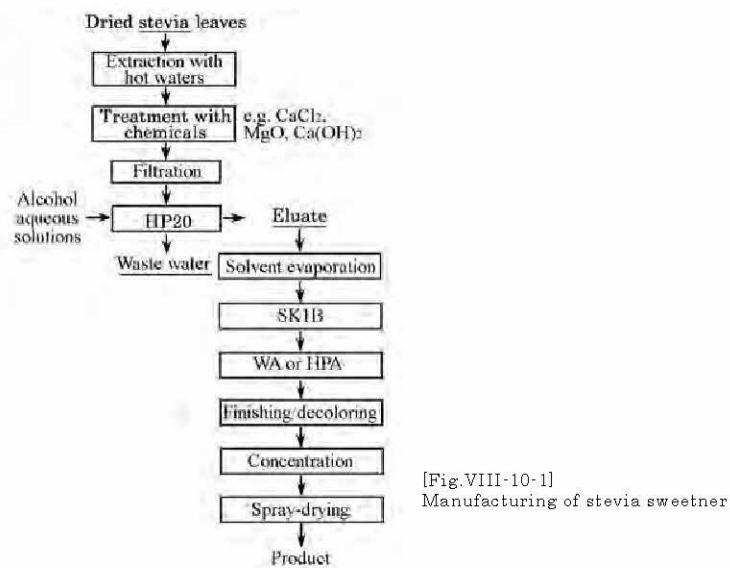 Dried stevia leaves
Extraction with
hot waters
Treatment with
chemicals
e.g. CaCl₂,
MgO, Ca(OH)₂
Filtration
Alcohol
aqueous
solutions
HP20
Eluate
Waste water
Solvent evaporation
SK1B
WA or HPA
Finishing/decoloring
Concentration
Spray-drying
Product
[Fig.VIII-10-1]
Manufacturing of stevia sweetner